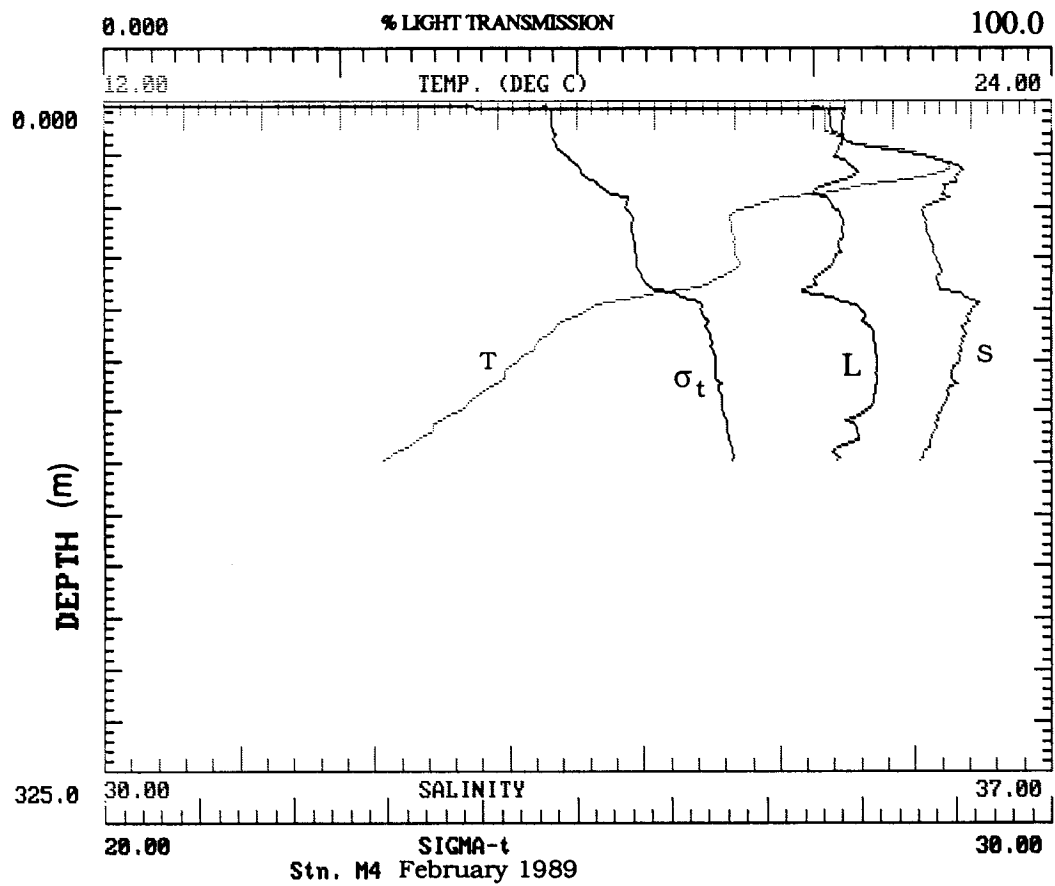 0.000 % LIGHT TRANSMISSION 100.0
12.00 TEMP. (DEG C) 24.00
0.000
T
σt
L
S
DEPTH (m)
325.0
30.00 SALINITY 37.00
20.00 SIGMA-t 30.00
Stn. M4 February 1989